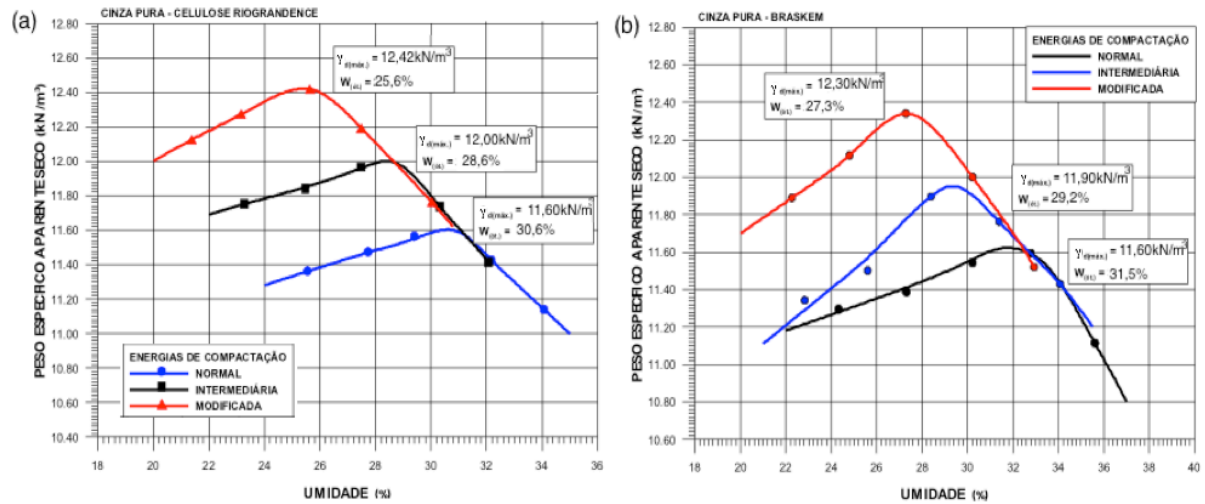 (a)
CINZA PURA - CELULOSE RIOGRANDENCE
PESO ESPECIFICO APARENTE SECO (kN/m³)
12.80
12.60
12.40
12.20
12.00
11.80
11.60
11.40
11.20
11.00
10.80
10.60
10.40
γd(máx.) = 12,42kN/m³
W(ót.) = 25,6%
γd(máx.) = 12,00kN/m³
W(ót.) = 28,6%
γd(máx.) = 11,60kN/m³
W(ót.) = 30,6%
ENERGIAS DE COMPACTAÇÃO
NORMAL
INTERMEDIÁRIA
MODIFICADA
18 20 22 24 26 28 30 32 34 36
UMIDADE (%)
(b)
CINZA PURA - BRASKEM
PESO ESPECIFICO APARENTE SECO (kN/m³)
12.80
12.60
12.40
12.20
12.00
11.80
11.60
11.40
11.20
11.00
10.80
10.60
ENERGIAS DE COMPACTAÇÃO
NORMAL
INTERMEDIÁRIA
MODIFICADA
γd(máx.) = 12,30kN/m³
W(ót.) = 27,3%
γd(máx.) = 11,90kN/m³
W(ót.) = 29,2%
γd(máx.) = 11,60kN/m³
W(ót.) = 31,5%
18 20 22 24 26 28 30 32 34 36 38 40
UMIDADE (%)